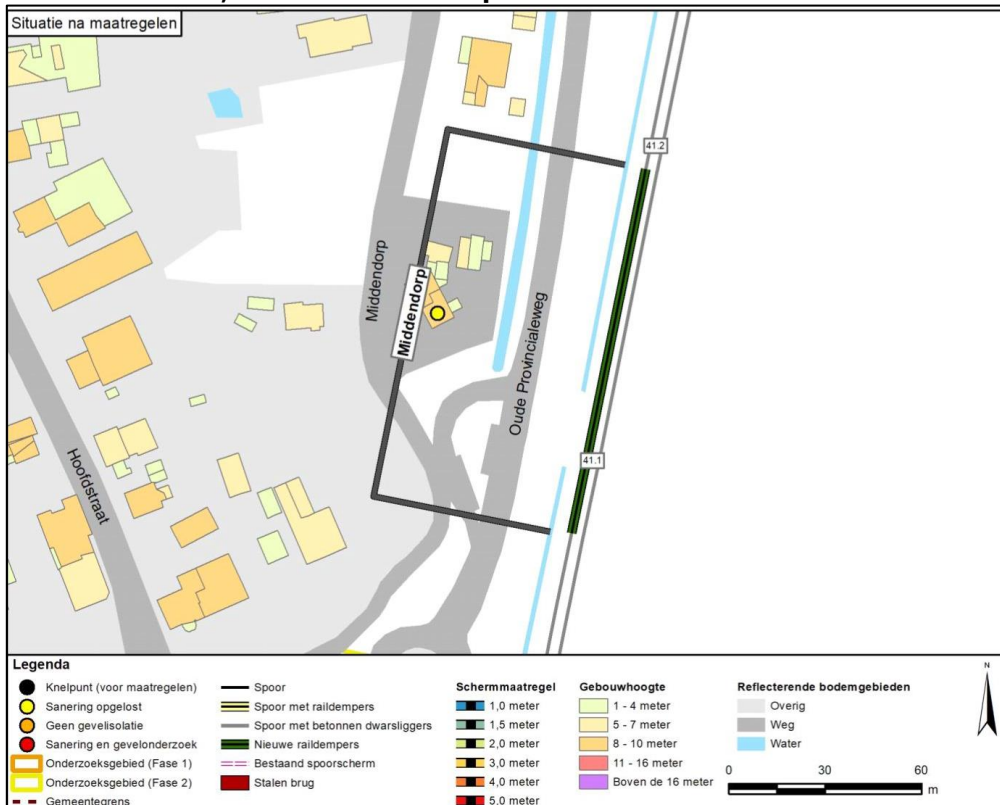 Situatie na maatregelen
41.2
Middendorp
Middendorp
Oude Provincialeweg
41.1
Hoofdstraat
Legenda
Knelpunt (voor maatregelen)
Sanering opgelost
Geen gevelisolatie
Sanering en gevelonderzoek
Onderzoeksgebied (Fase 1)
Onderzoeksgebied (Fase 2)
Gemeentegrens
Spoor
Spoor met raildempers
Spoor met betonnen dwarsliggers
Nieuwe raildempers
Bestaand spoorscherm
Stalen brug
Schermmaatregel
1,0 meter
1,5 meter
2,0 meter
3,0 meter
4,0 meter
5,0 meter
Gebouwhoogte
1 - 4 meter
5 - 7 meter
8 - 10 meter
11 - 16 meter
Boven de 16 meter
Reflecterende bodemgebieden
Overig
Weg
Water
N
0 30 60
m